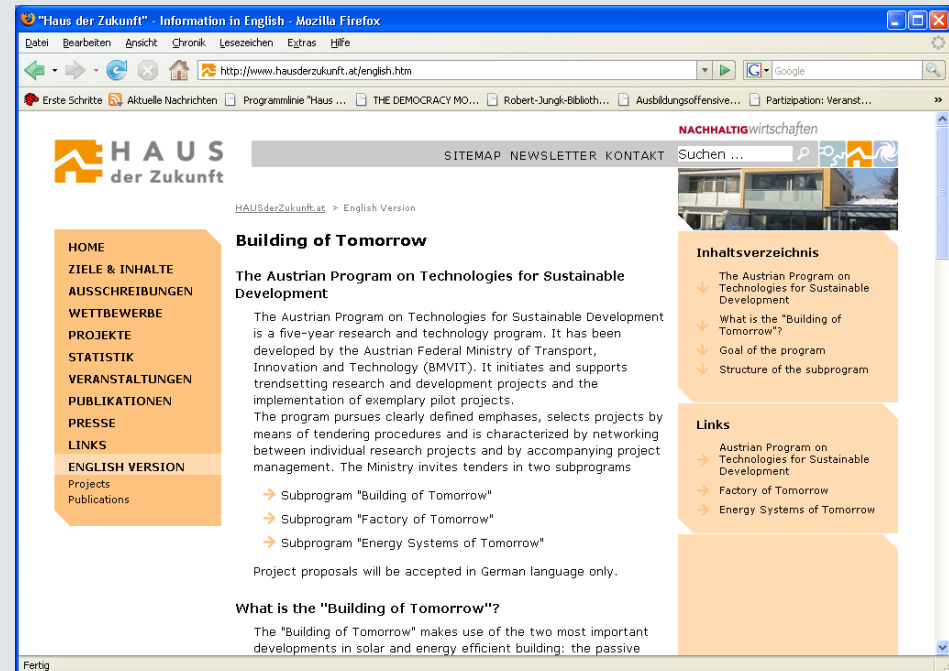 "Haus der Zukunft" - Information in English - Mozilla Firefox
Datei Bearbeiten Ansicht Chronik Lesezeichen Extras Hilfe
http://www.hausderzukunft.at/english.htm
G Google
Erste Schritte Aktuelle Nachrichten Programmlinie "Haus ... THE DEMOCRACY MO... Robert-Jungk-Biblioth... Ausbildungsoffensive... Partizipation: Veranst... »
NACHHALTIGwirtschaften
HAUS
der Zukunft
SITEMAP NEWSLETTER KONTAKT
Suchen ...
HAUSderZukunft.at > English Version
HOME
ZIELE & INHALTE
AUSSCHREIBUNGEN
WETTBEWERBE
PROJEKTE
STATISTIK
VERANSTALTUNGEN
PUBLIKATIONEN
PRESSE
LINKS
ENGLISH VERSION
Projects
Publications
Building of Tomorrow
The Austrian Program on Technologies for Sustainable
Development
The Austrian Program on Technologies for Sustainable Development
is a five-year research and technology program. It has been
developed by the Austrian Federal Ministry of Transport,
Innovation and Technology (BMVIT). It initiates and supports
trendsetting research and development projects and the
implementation of exemplary pilot projects.
The program pursues clearly defined emphases, selects projects by
means of tendering procedures and is characterized by networking
between individual research projects and by accompanying project
management. The Ministry invites tenders in two subprograms
Subprogram "Building of Tomorrow"
Subprogram "Factory of Tomorrow"
Subprogram "Energy Systems of Tomorrow"
Project proposals will be accepted in German language only.
What is the "Building of Tomorrow"?
The "Building of Tomorrow" makes use of the two most important
developments in solar and energy efficient building: the passive
Inhaltsverzeichnis
The Austrian Program on
Technologies for Sustainable
Development
What is the "Building of
Tomorrow"?
Goal of the program
Structure of the subprogram
Links
Austrian Program on
Technologies for Sustainable
Development
Factory of Tomorrow
Energy Systems of Tomorrow
Fertig